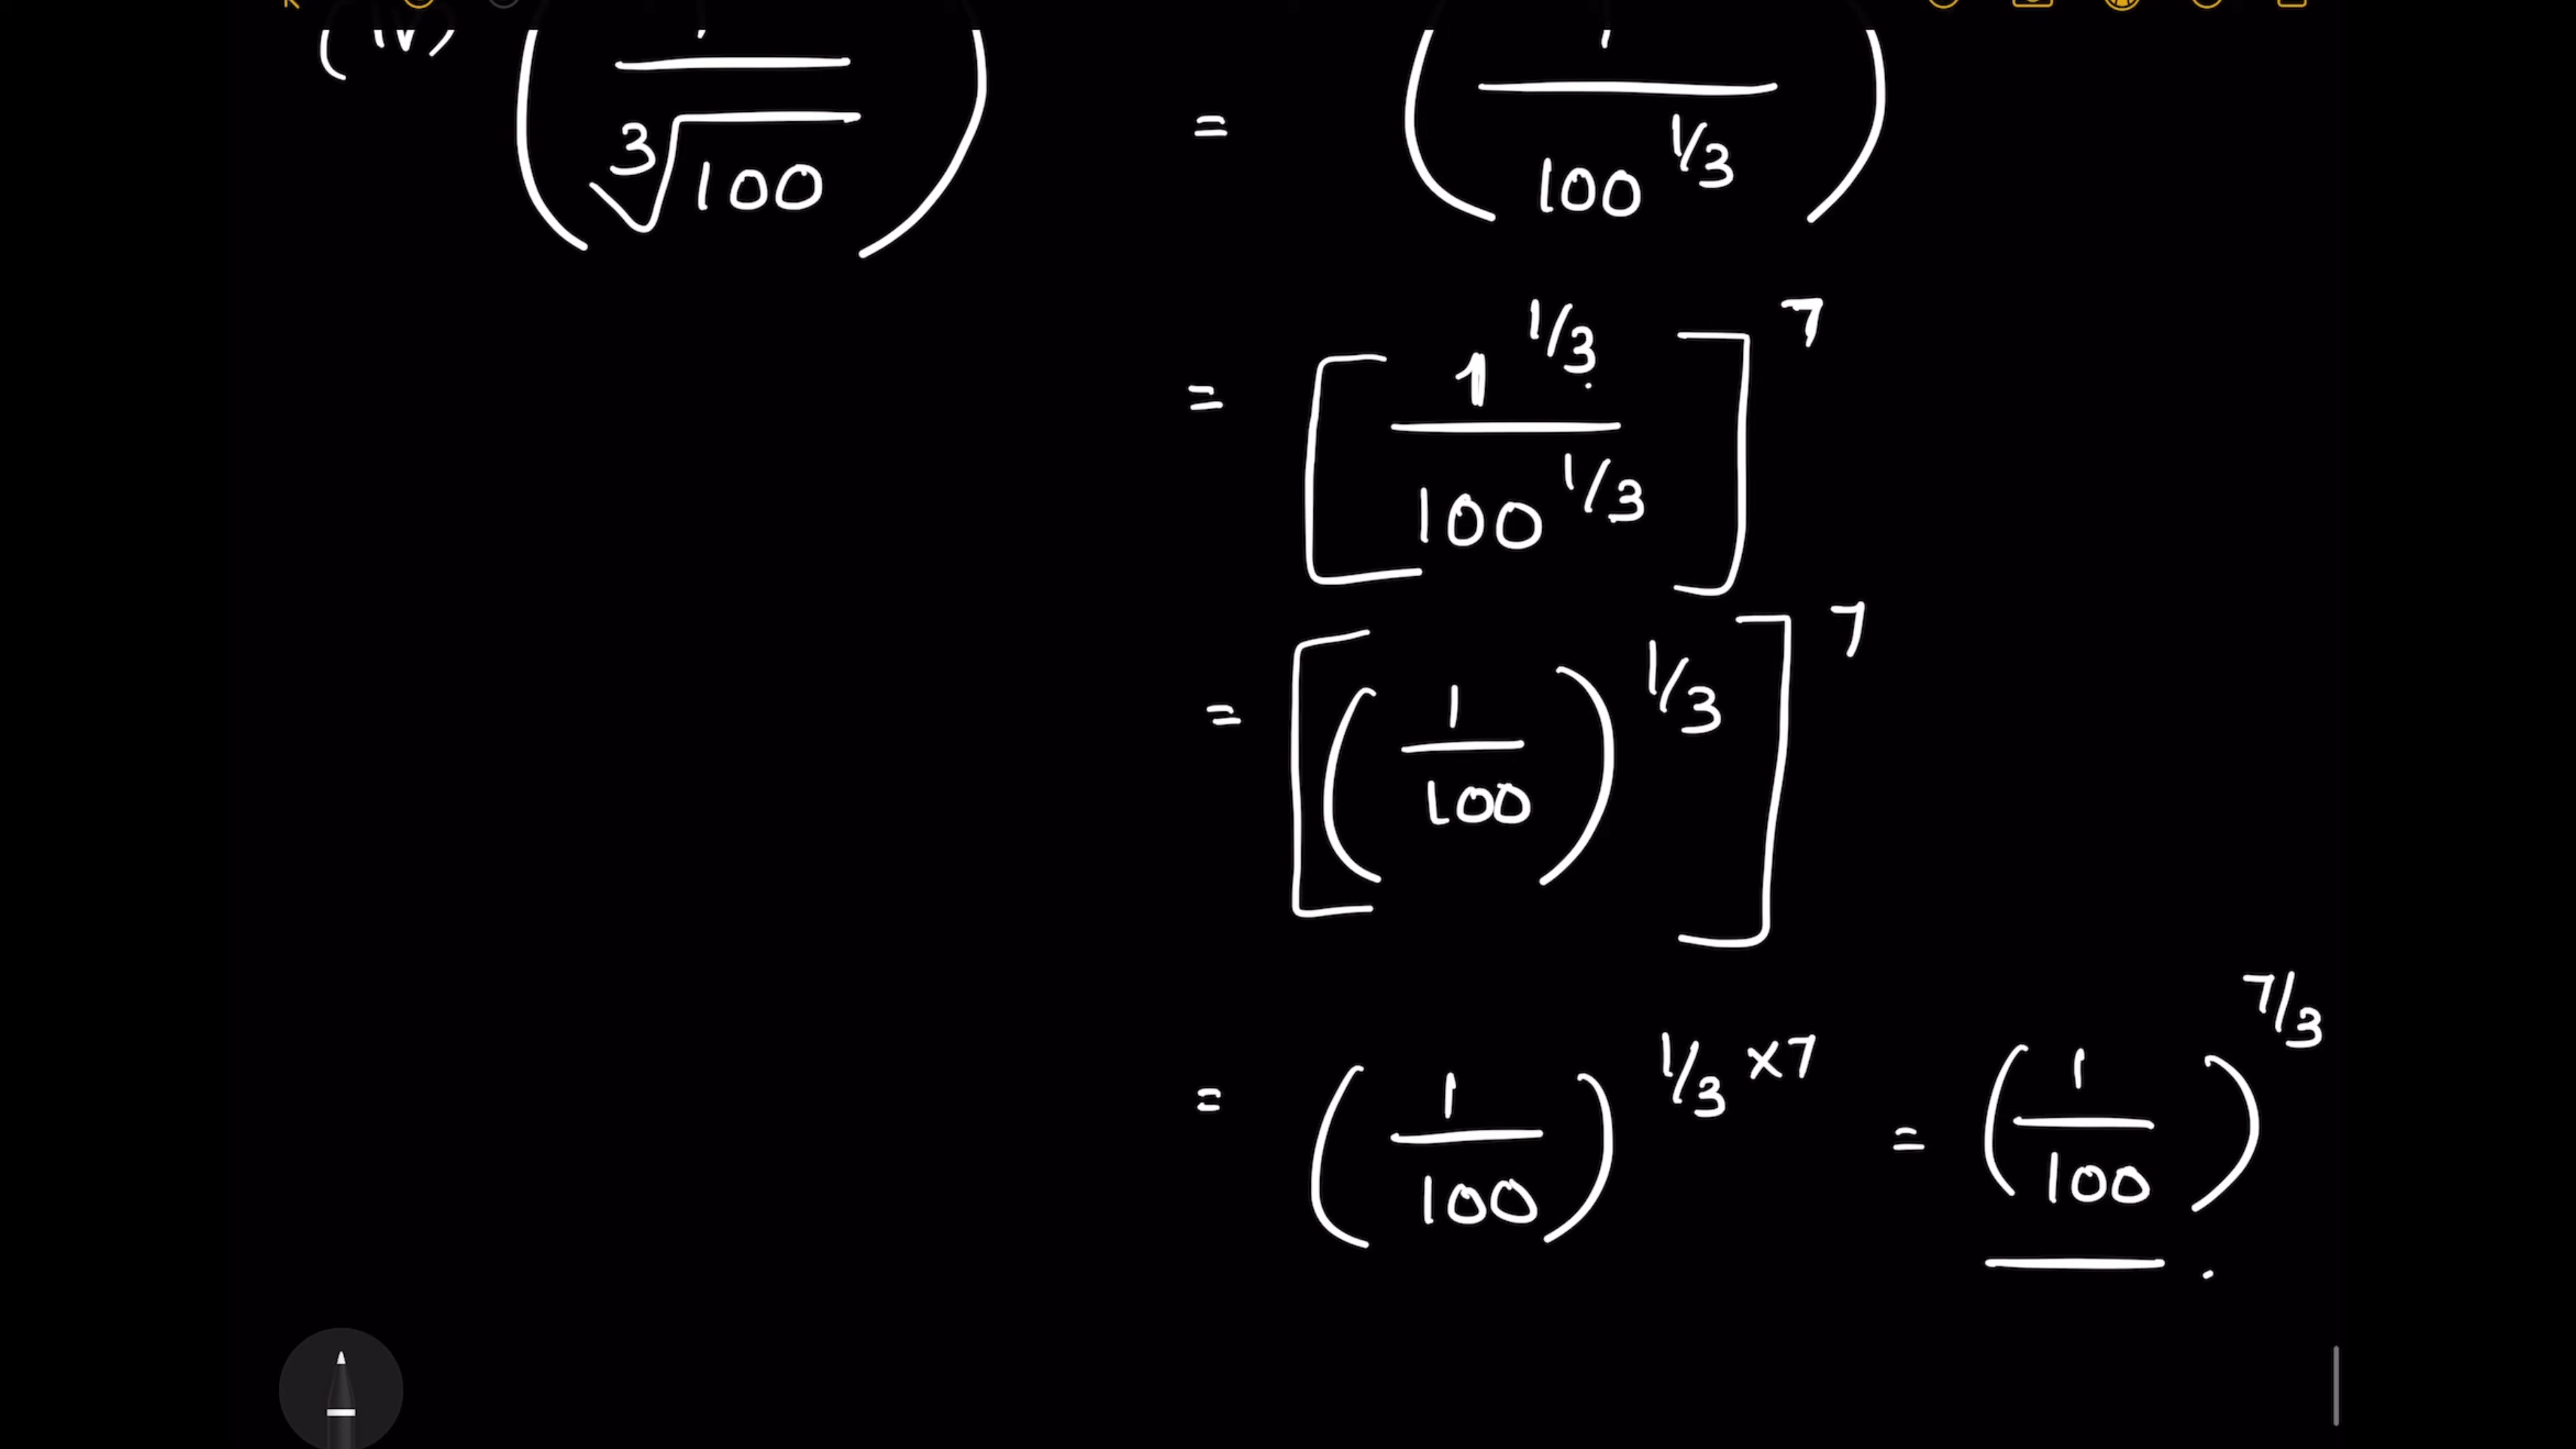 (iv) (1/∛100) = (1/100^1/3)
= [1^1/3/100^1/3]^7
= [(1/100)^1/3]^7
= (1/100)^1/3 ×7 = (1/100)^7/3 .